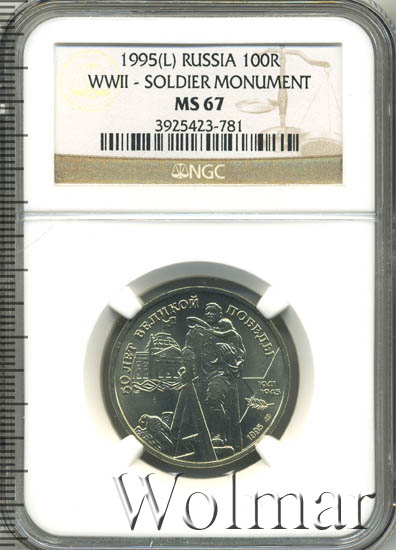 1995(L) RUSSIA 100R
WWII - SOLDIER MONUMENT
MS 67
3925423-781
NGC
50 ЛЕТ ВЕЛИКОЙ ПОБЕДЫ
1941
1945
1995
Wolmar